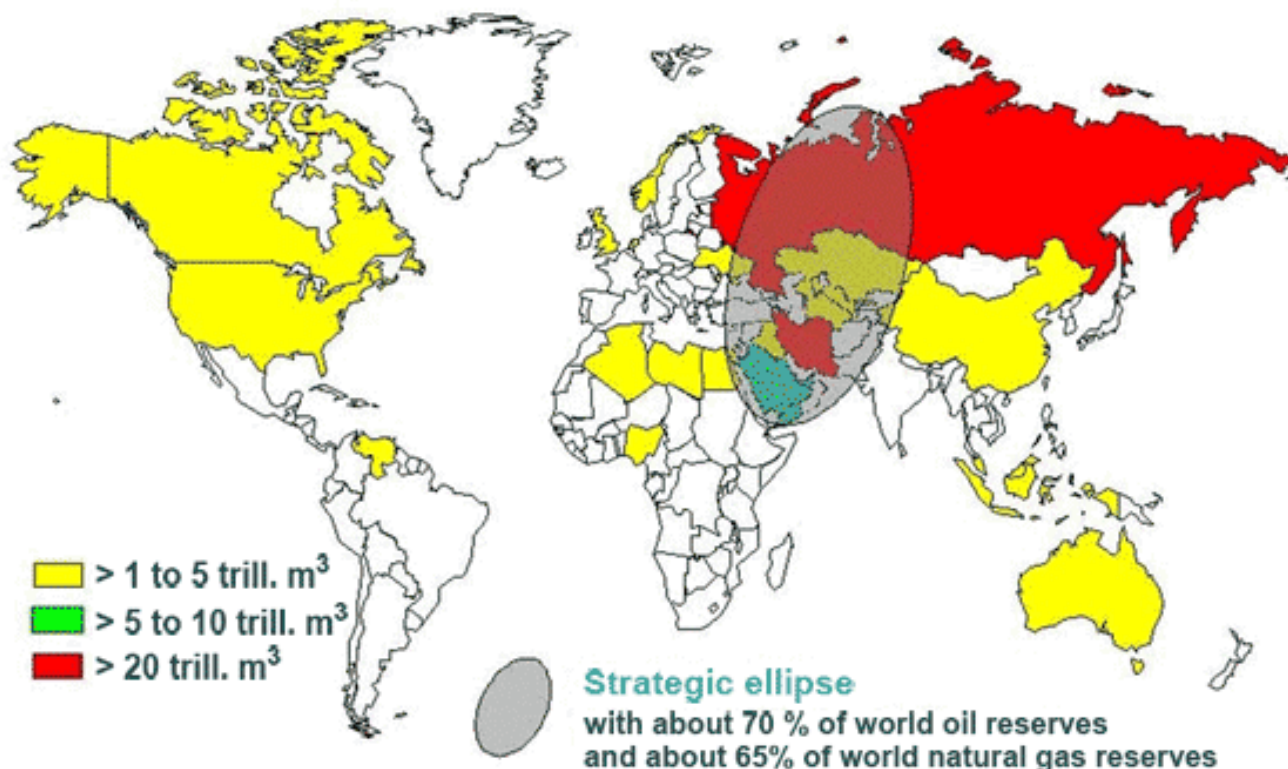 > 1 to 5 trill. m³
> 5 to 10 trill. m³
> 20 trill. m³
Strategic ellipse
with about 70 % of world oil reserves
and about 65% of world natural gas reserves